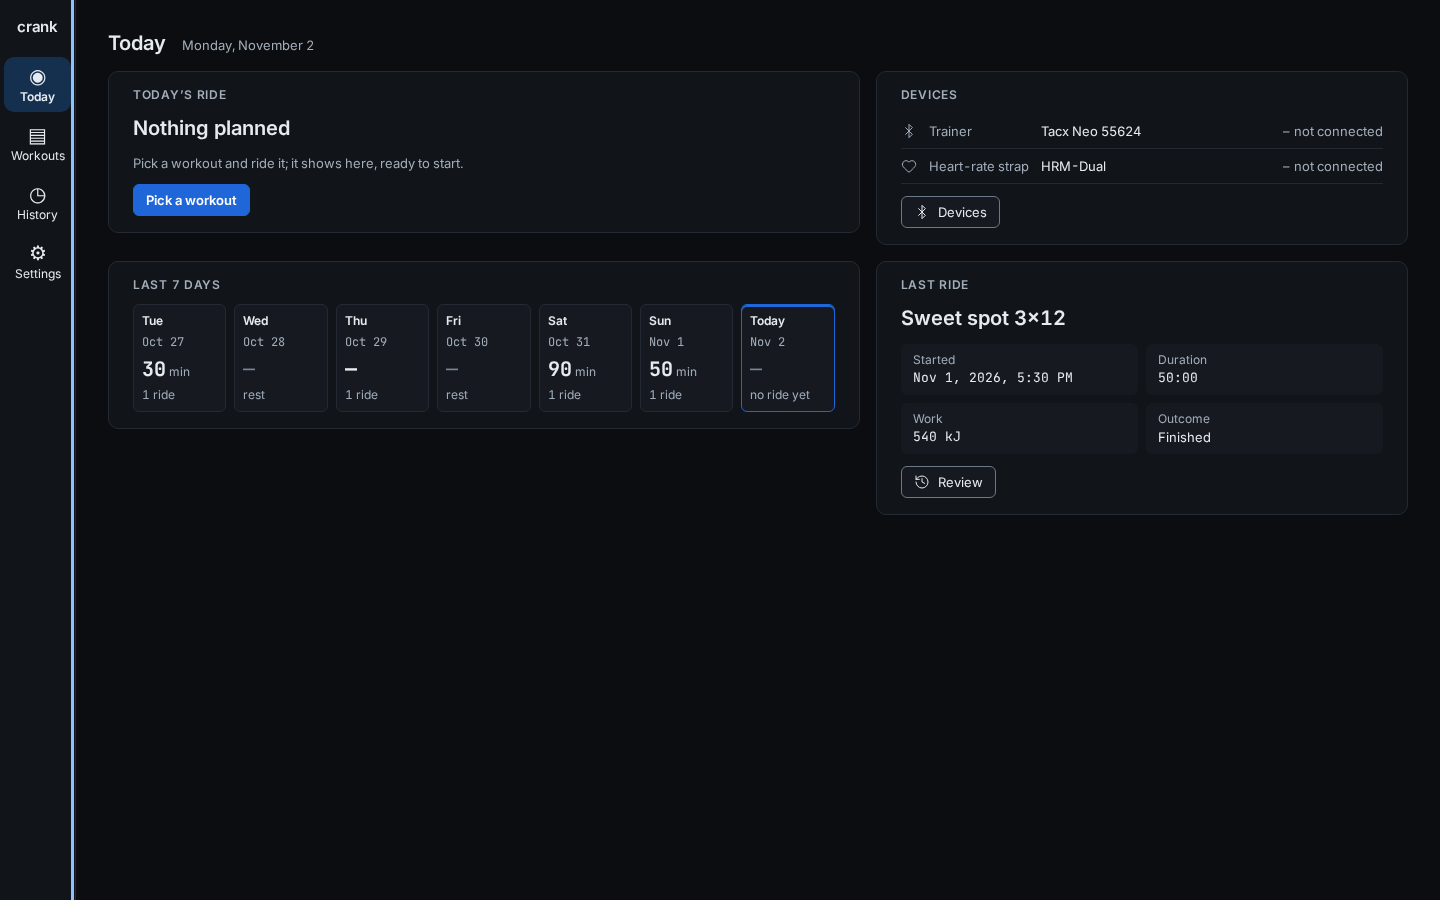 crank
Today
Workouts
History
Settings
Today Monday, November 2
TODAY'S RIDE
Nothing planned
Pick a workout and ride it; it shows here, ready to start.
Pick a workout
DEVICES
Trainer Tacx Neo 55624 – not connected
Heart-rate strap HRM-Dual – not connected
Devices
LAST 7 DAYS
Tue
Oct 27
30 min
1 ride
Wed
Oct 28
—
rest
Thu
Oct 29
—
1 ride
Fri
Oct 30
—
rest
Sat
Oct 31
90 min
1 ride
Sun
Nov 1
50 min
1 ride
Today
Nov 2
—
no ride yet
LAST RIDE
Sweet spot 3×12
Started
Nov 1, 2026, 5:30 PM
Duration
50:00
Work
540 kJ
Outcome
Finished
Review